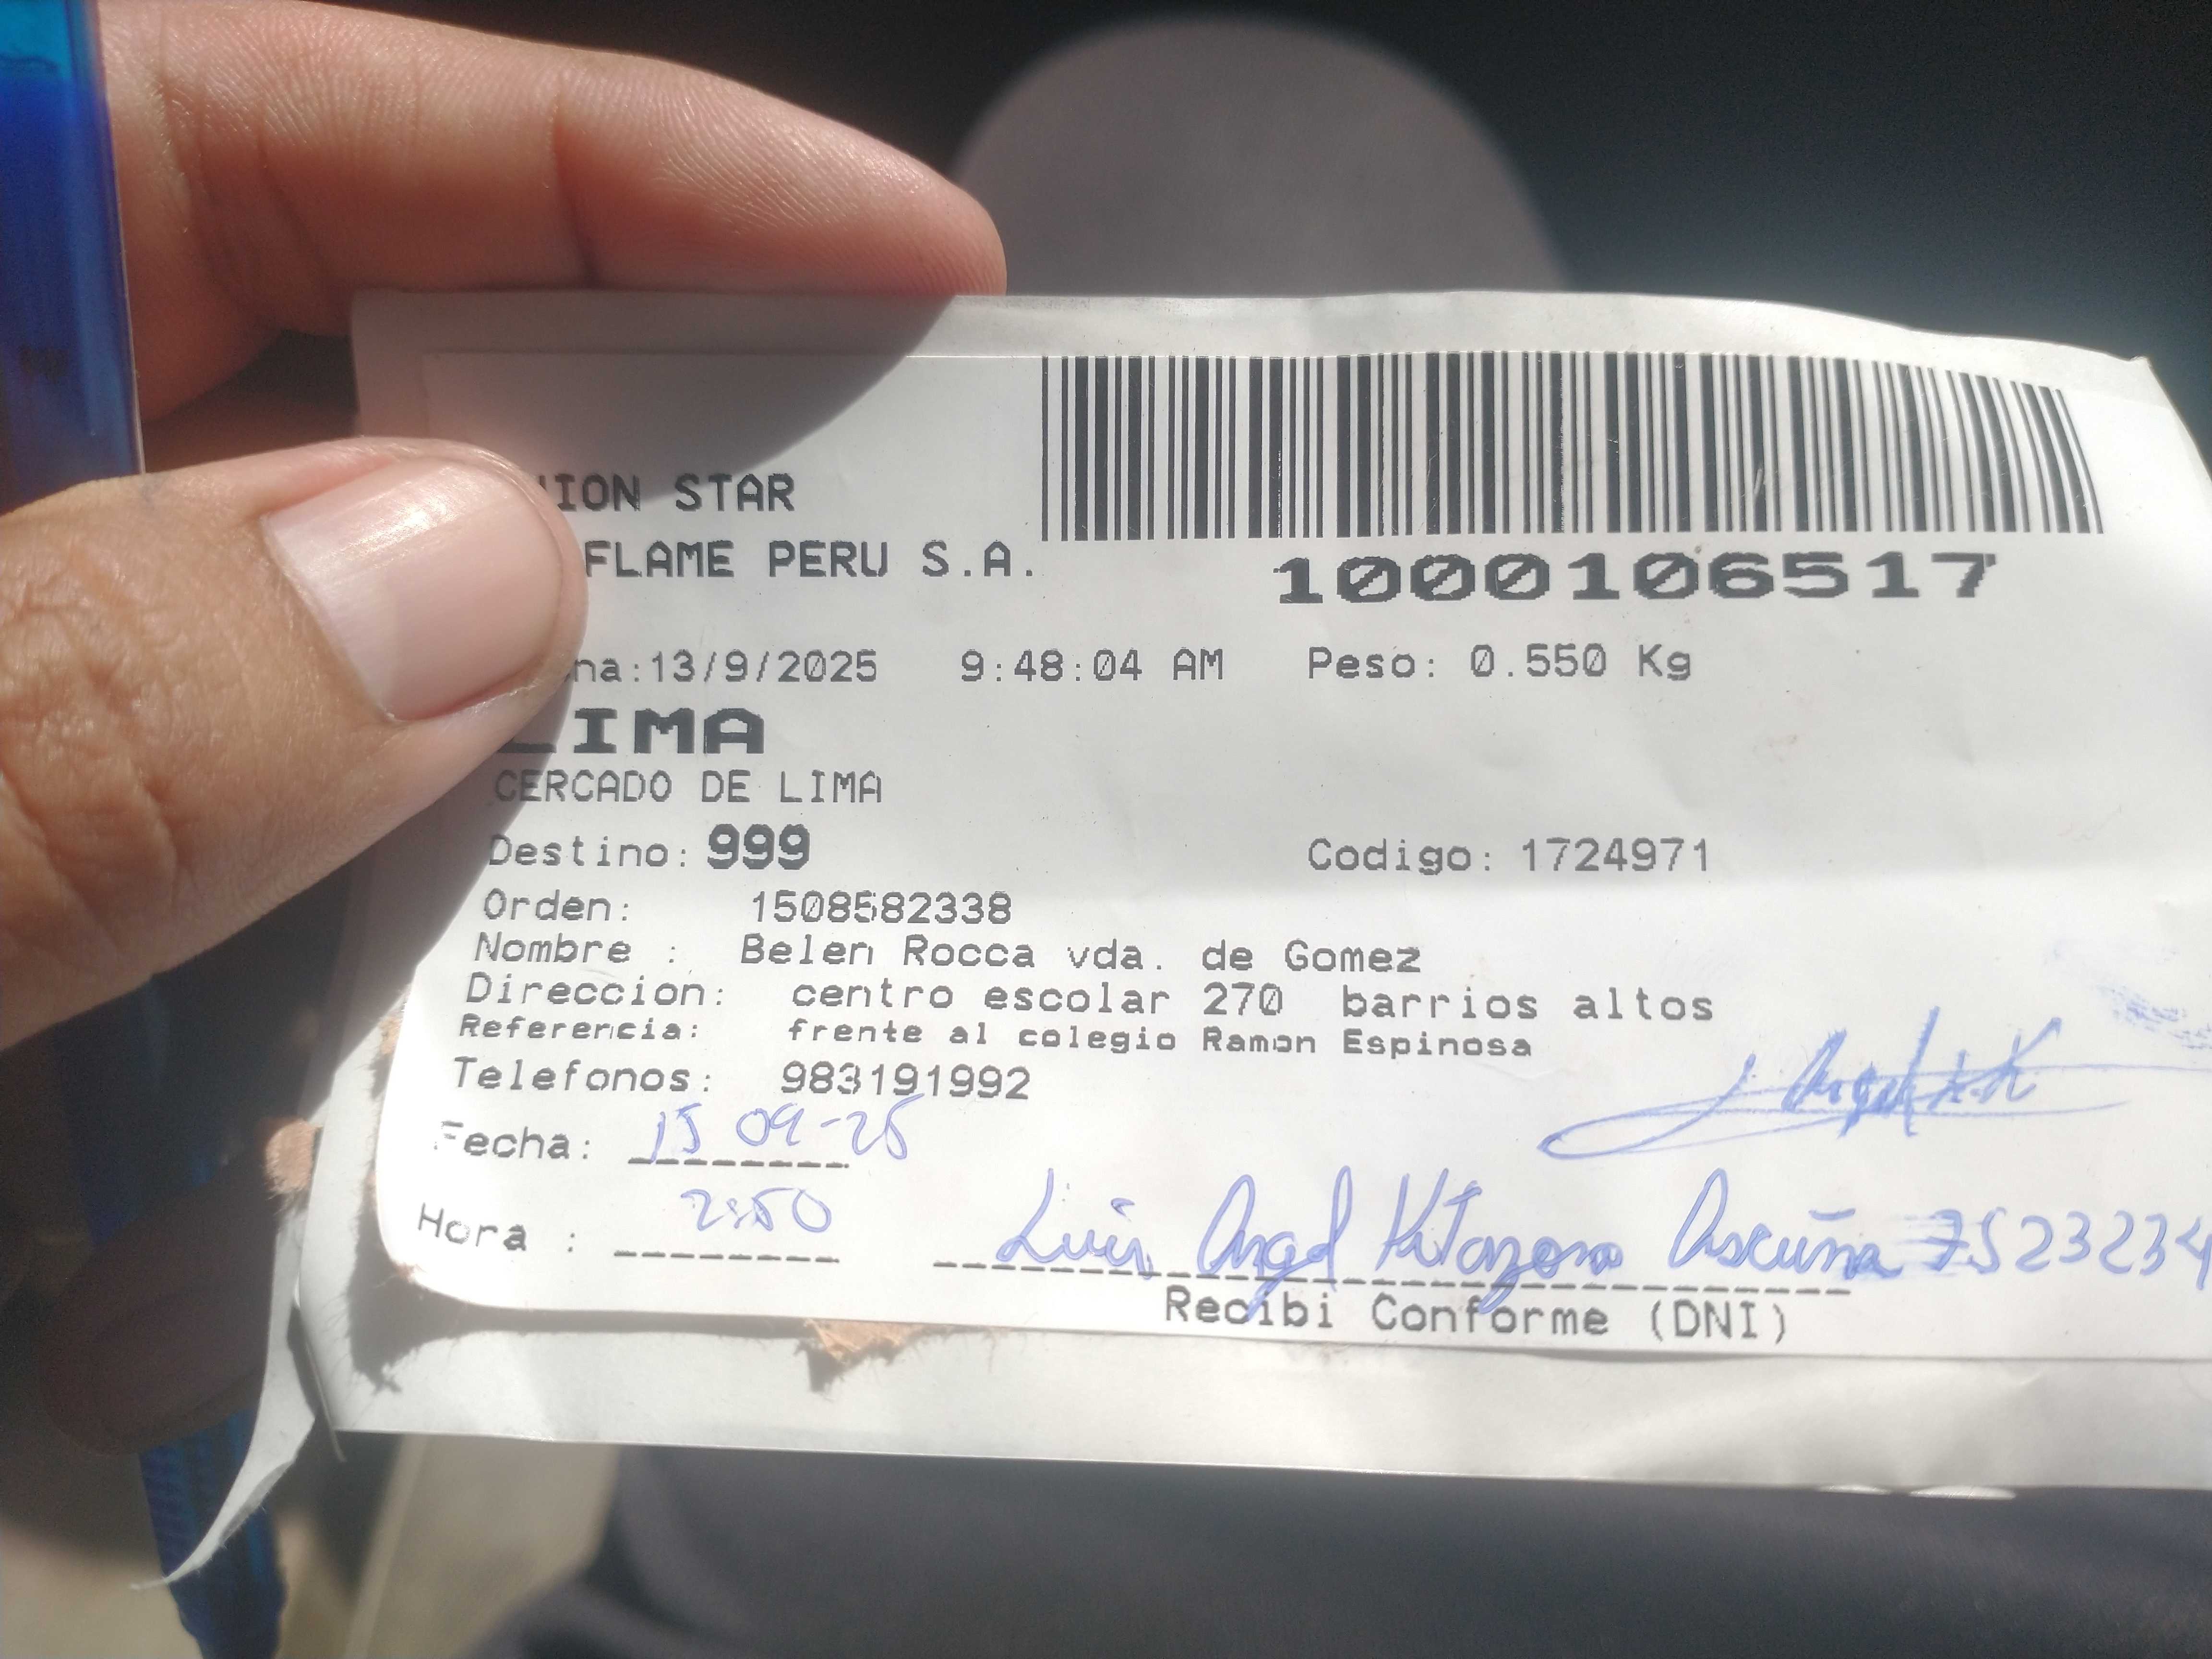 ION STAR
FLAME PERU S.A.
1000106517
na:13/9/2025 9:48:04 AM Peso: 0.550 Kg
LIMA
CERCADO DE LIMA
Destino: 999 Codigo: 1724971
Orden: 1508582338
Nombre : Belen Rocca vda. de Gomez
Direccion: centro escolar 270 barrios altos
Referencia: frente al colegio Ramon Espinosa
Telefonos: 983191992
Fecha: 15 09-25
Hora : 2:50
Luis Angel Ascuña 7523234
Recibi Conforme (DNI)